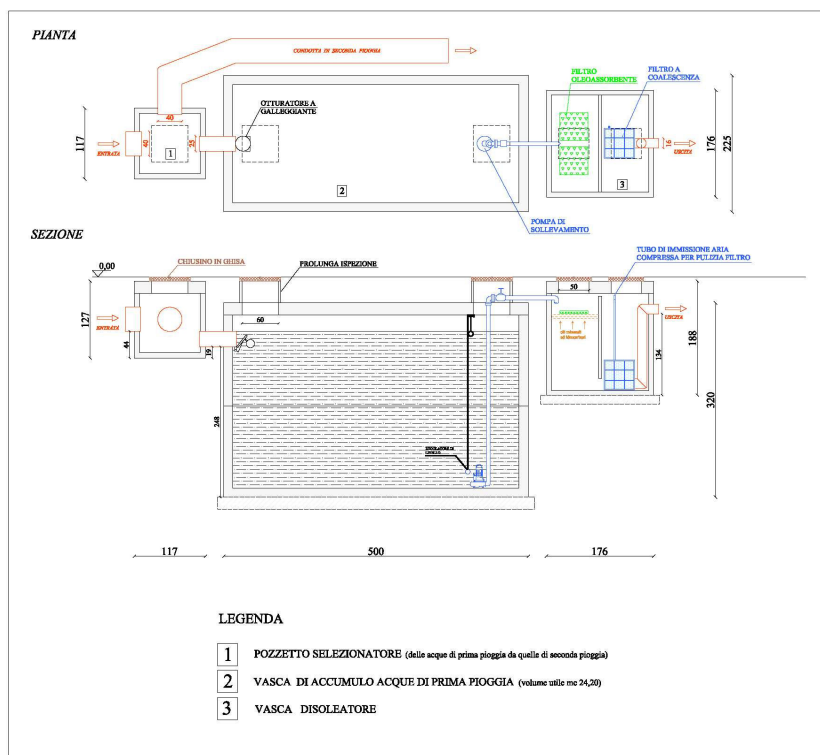 PIANTA
CONDOTTA IN SECONDA PIOGGIA
FILTRO
OLEOASSORBENTE
FILTRO A
COALESCENZA
OTTURATORE A
GALLEGGIANTE
117
ENTRATA
40
40
1
25
2
3
16
USCITA
176
225
POMPA DI
SOLLEVAMENTO
SEZIONE
TUBO DI IMMISSIONE ARIA
COMPRESSA PER PULIZIA FILTRO
0,00
CHIUSINO IN GHISA
PROLUNGA ISPEZIONE
127
ENTRATA
44
19
60
50
USCITA
134
188
320
248
117
500
176
LEGENDA
1 POZZETTO SELEZIONATORE (delle acque di prima pioggia da quelle di seconda pioggia)
2 VASCA DI ACCUMULO ACQUE DI PRIMA PIOGGIA (volume utile mc 24,20)
3 VASCA DISOLEATORE